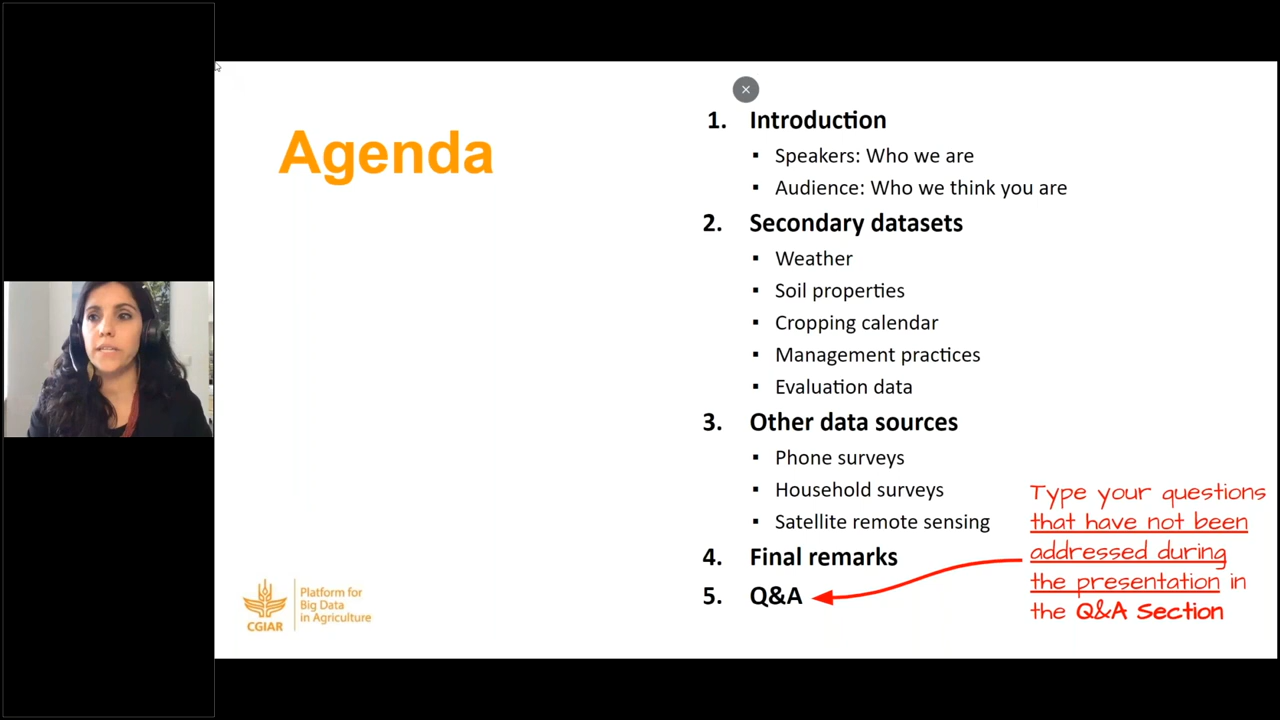 Agenda
1. Introduction
▪ Speakers: Who we are
▪ Audience: Who we think you are
2. Secondary datasets
▪ Weather
▪ Soil properties
▪ Cropping calendar
▪ Management practices
▪ Evaluation data
3. Other data sources
▪ Phone surveys
▪ Household surveys
▪ Satellite remote sensing
4. Final remarks
5. Q&A
Type your questions
that have not been
addressed during
the presentation in
the Q&A Section
CGIAR
Platform for
Big Data
in Agriculture